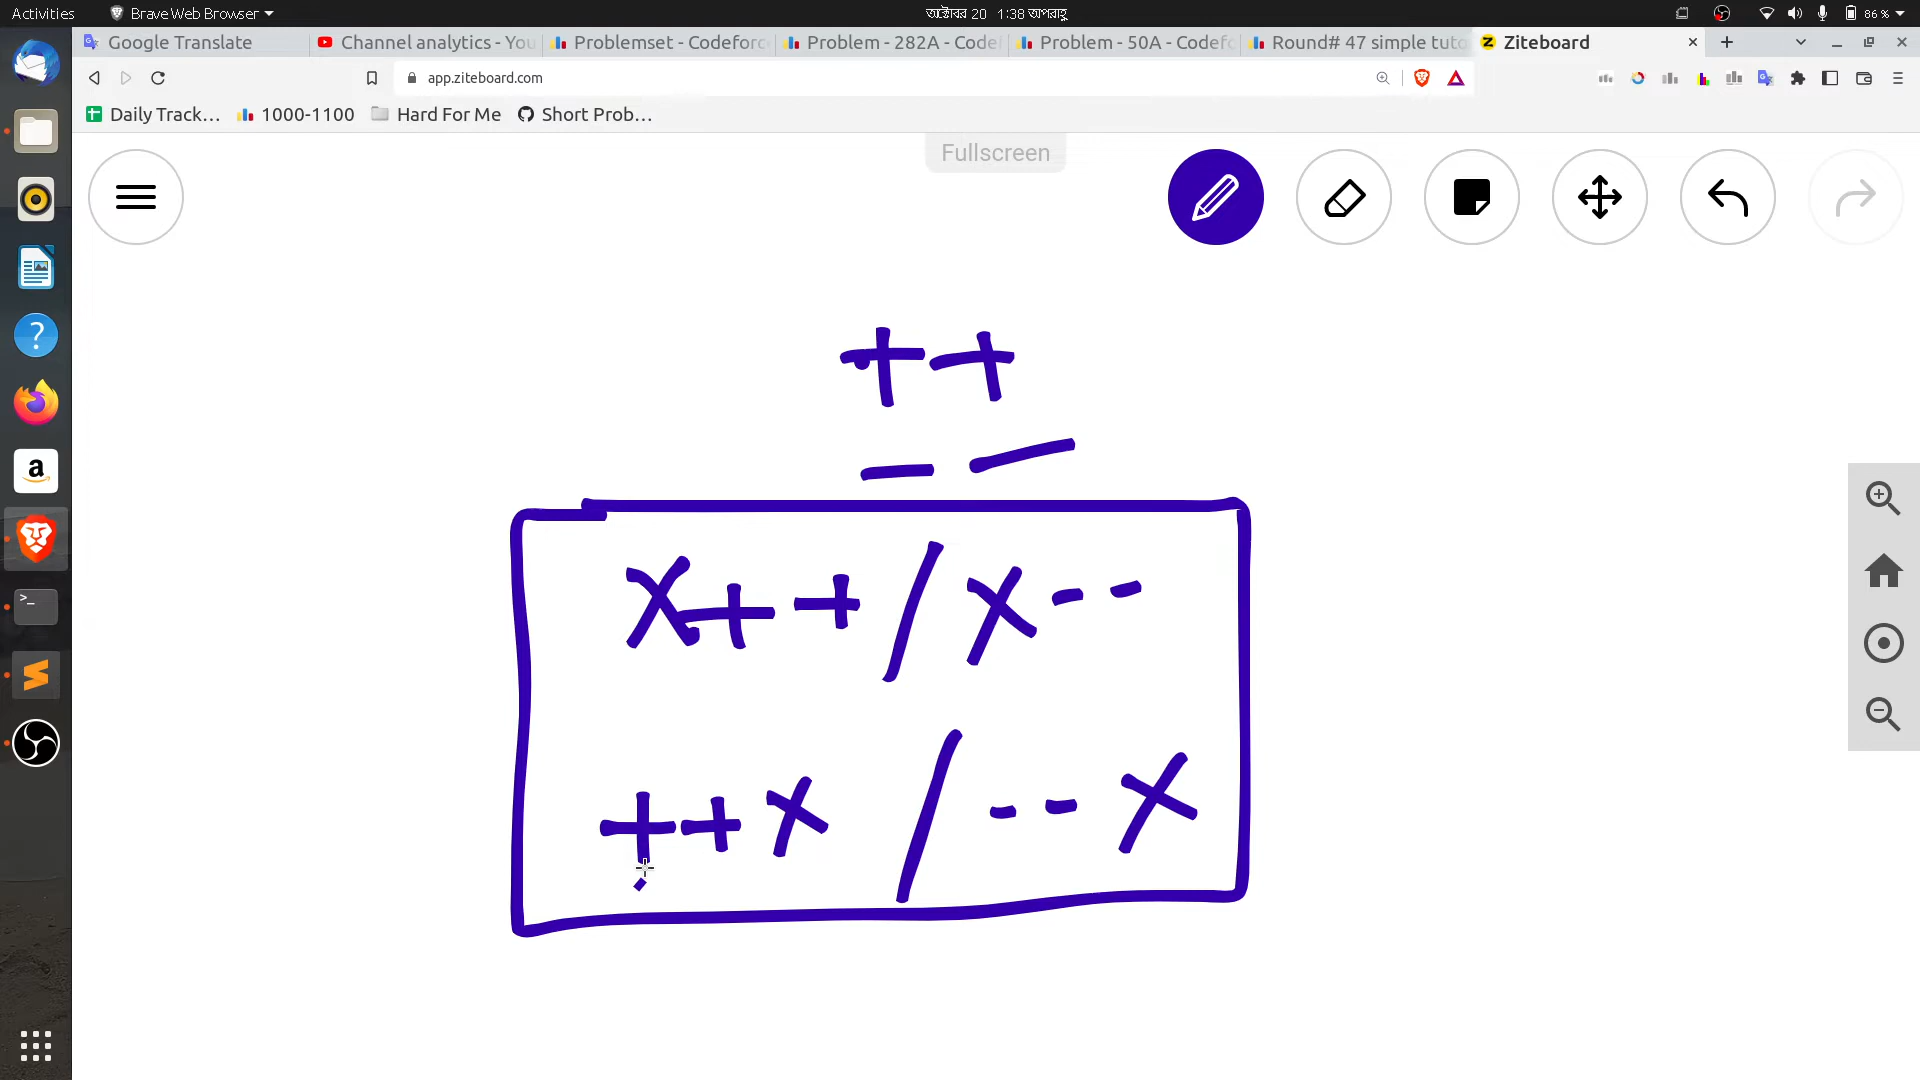 Activities Brave Web Browser অক্টোবর 20 1:38 অপরাহ্ণ 86 %
Google Translate Channel analytics - You Problemset - Codeforc Problem - 282A - Codef Problem - 50A - Codefo Round# 47 simple tuto Ziteboard
app.ziteboard.com
Daily Track... 1000-1100 Hard For Me Short Prob...
Fullscreen
++
--
X++ / X--
++X / --X